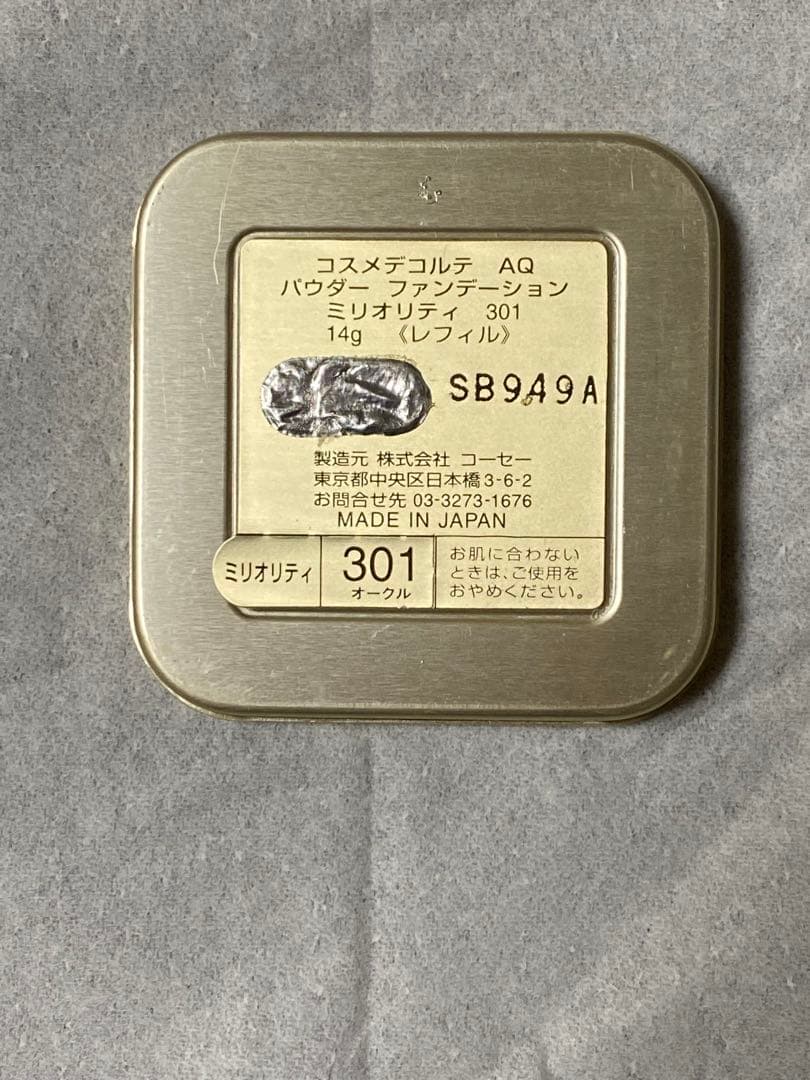 コスメデコルテ AQ
パウダー ファンデーション
ミリオリティ 301
14g 《レフィル》
SB949A
製造元 株式会社 コーセー
東京都中央区日本橋3-6-2
お問合せ先 03-3273-1676
MADE IN JAPAN
ミリオリティ
301
オークル
お肌に合わない
ときは、ご使用を
おやめください。